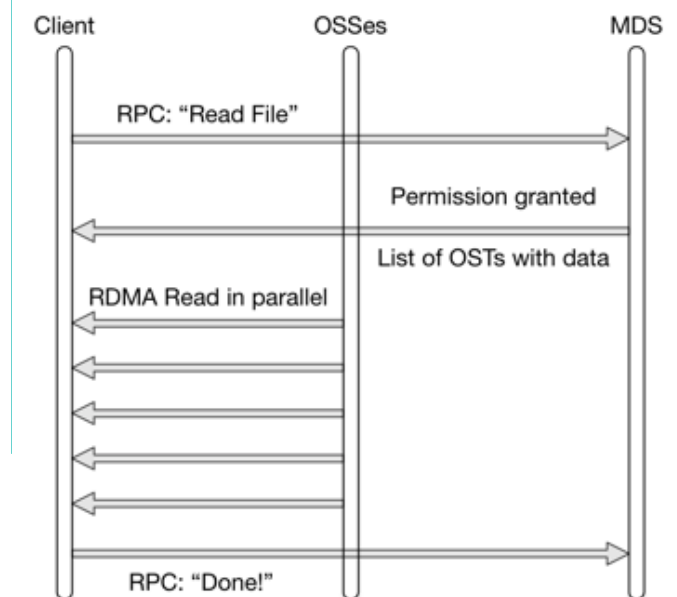 Client
OSSes
MDS
RPC: “Read File”
Permission granted
List of OSTs with data
RDMA Read in parallel
RPC: “Done!”